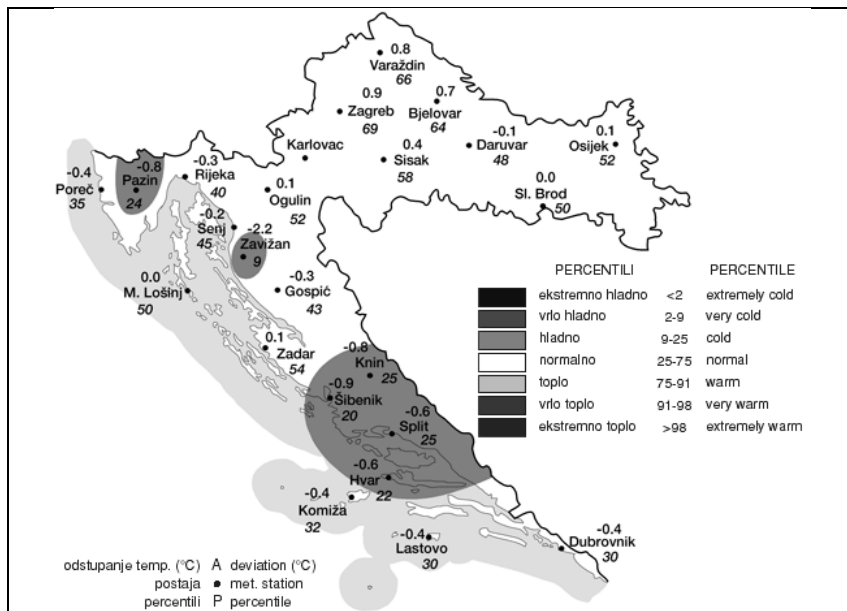 0.8
Varaždin
66
0.9
Zagreb
69
0.7
Bjelovar
64
Karlovac
0.4
Sisak
58
-0.1
Daruvar
48
0.1
Osijek
52
0.0
Sl. Brod
50
-0.4
Poreč
35
-0.8
Pazin
24
-0.3
Rijeka
40
0.1
Ogulin
52
-0.2
Senj
45
-2.2
Zavižan
9
0.0
M. Lošinj
50
-0.3
Gospić
43
0.1
Zadar
54
-0.8
Knin
25
-0.9
Šibenik
20
-0.6
Split
25
-0.6
Hvar
22
-0.4
Komiža
32
-0.4
Lastovo
30
-0.4
Dubrovnik
30
PERCENTILI PERCENTILE
ekstremno hladno <2 extremely cold
vrlo hladno 2-9 very cold
hladno 9-25 cold
normalno 25-75 normal
toplo 75-91 warm
vrlo toplo 91-98 very warm
ekstremno toplo >98 extremely warm
odstupanje temp. (°C) A deviation (°C)
postaja • met. station
percentili P percentile